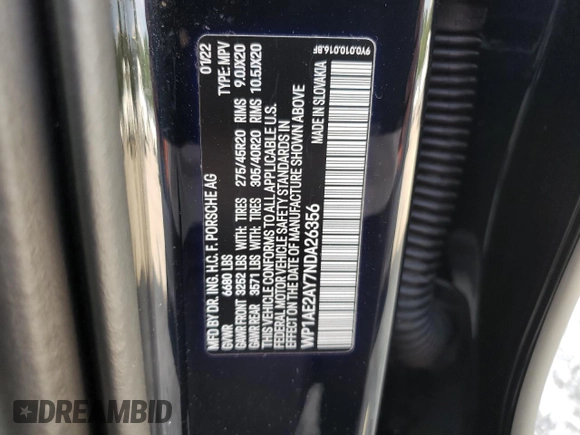 MFD BY DR. ING. H.C. F. PORSCHE AG 01/22
GVWR 6680 LBS TYPE: MPV
GAWR FRONT 3252 LBS WITH: TIRES 275/45R20 RIMS 9.0JX20
GAWR REAR 3571 LBS WITH: TIRES 305/40R20 RIMS 10.5JX20
THIS VEHICLE CONFORMS TO ALL APPLICABLE U.S.
FEDERAL MOTOR VEHICLE SAFETY STANDARDS IN
EFFECT ON THE DATE OF MANUFACTURE SHOWN ABOVE
WP1AE2AY7NDA26356 MADE IN SLOVAKIA
9Y0.010.016.BF
DREAMBID